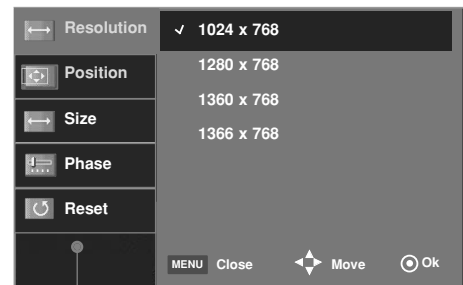 Resolution
✓ 1024 x 768
Position
1280 x 768
1360 x 768
Size
1366 x 768
Phase
Reset
MENU Close Move Ok